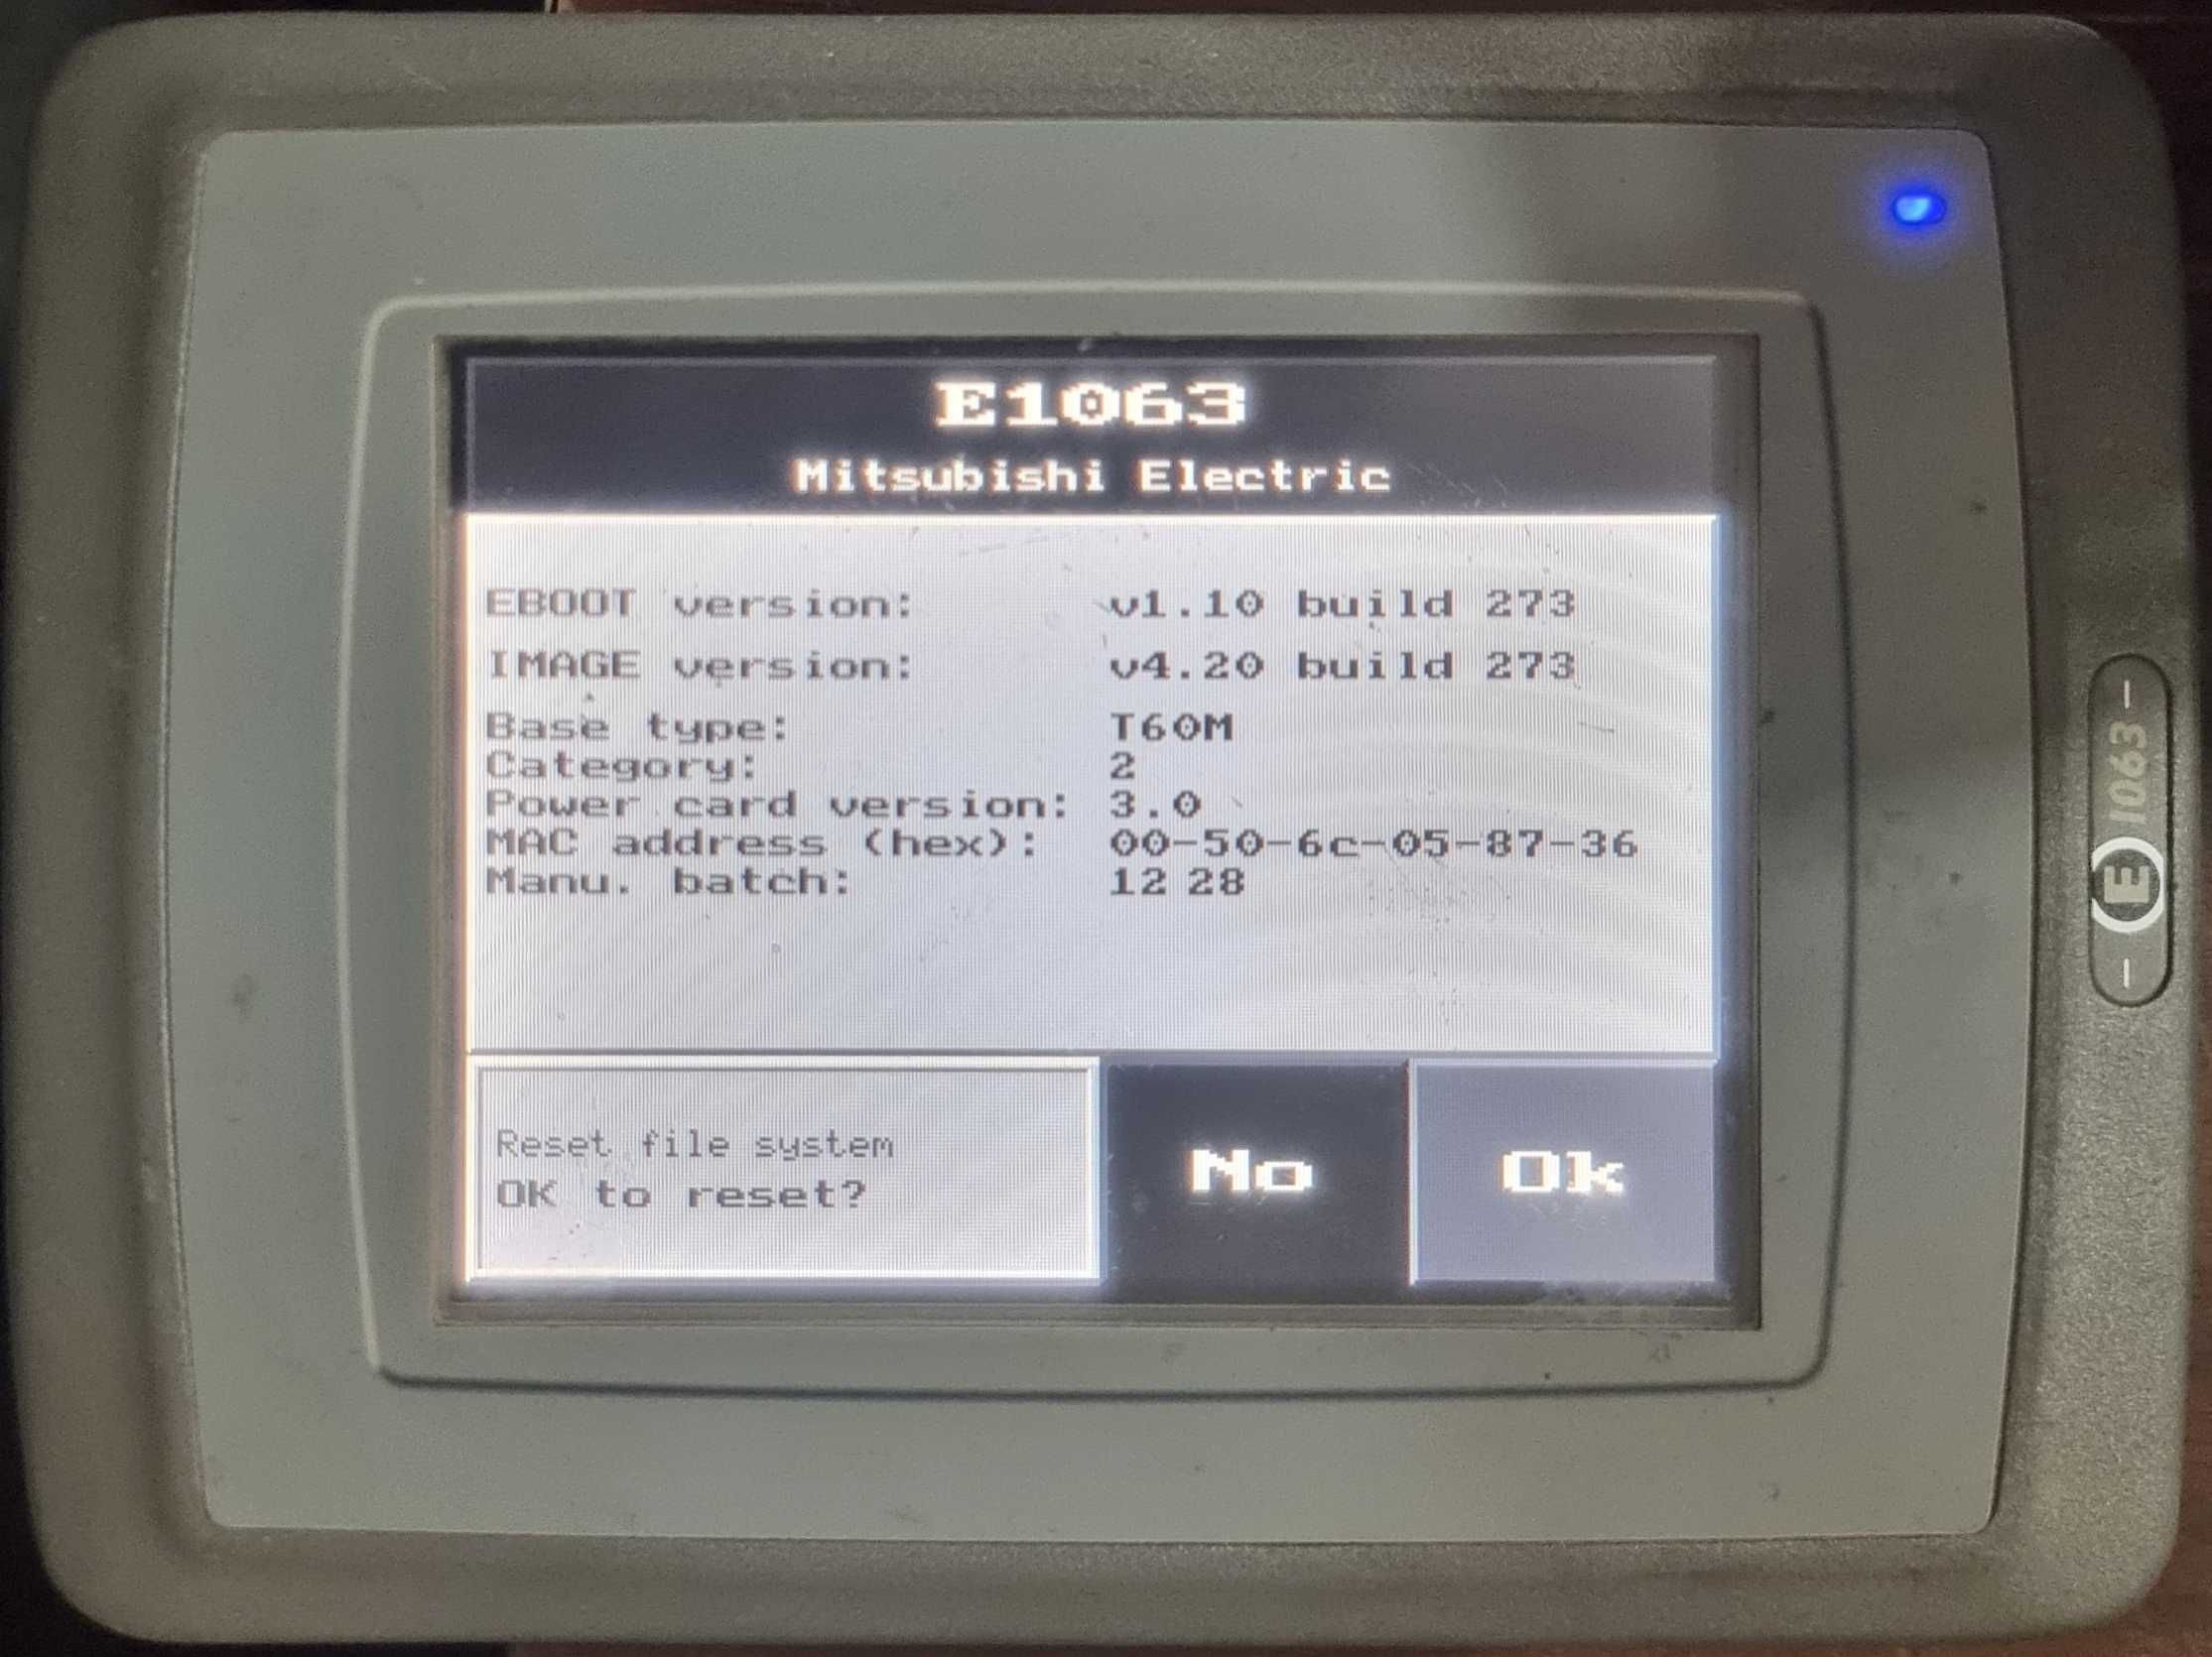 E1063
Mitsubishi Electric
EBOOT version: v1.10 build 273
IMAGE version: v4.20 build 273
Base type: T60M
Category: 2
Power card version: 3.0
MAC address (hex): 00-50-6c-05-87-36
Manu. batch: 12 28
Reset file system
OK to reset?
No
Ok
- (E) 1063 -